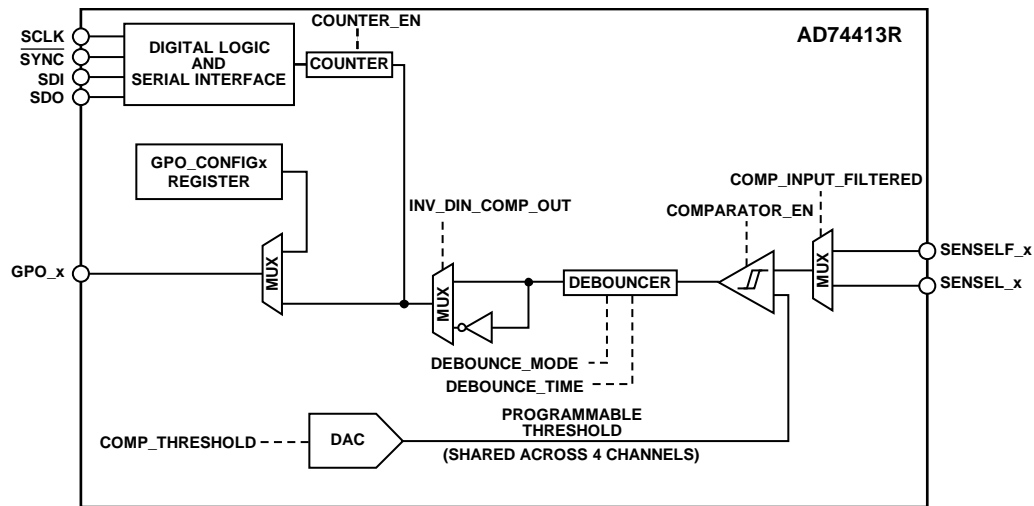 COUNTER_EN
AD74413R
SCLK
SYNC
SDI
SDO
DIGITAL LOGIC
AND
SERIAL INTERFACE
COUNTER
GPO_CONFIGx
REGISTER
COMP_INPUT_FILTERED
INV_DIN_COMP_OUT
COMPARATOR_EN
GPO_x
MUX
MUX
DEBOUNCER
MUX
SENSELF_x
SENSEL_x
DEBOUNCE_MODE
DEBOUNCE_TIME
COMP_THRESHOLD
DAC
PROGRAMMABLE
THRESHOLD
(SHARED ACROSS 4 CHANNELS)